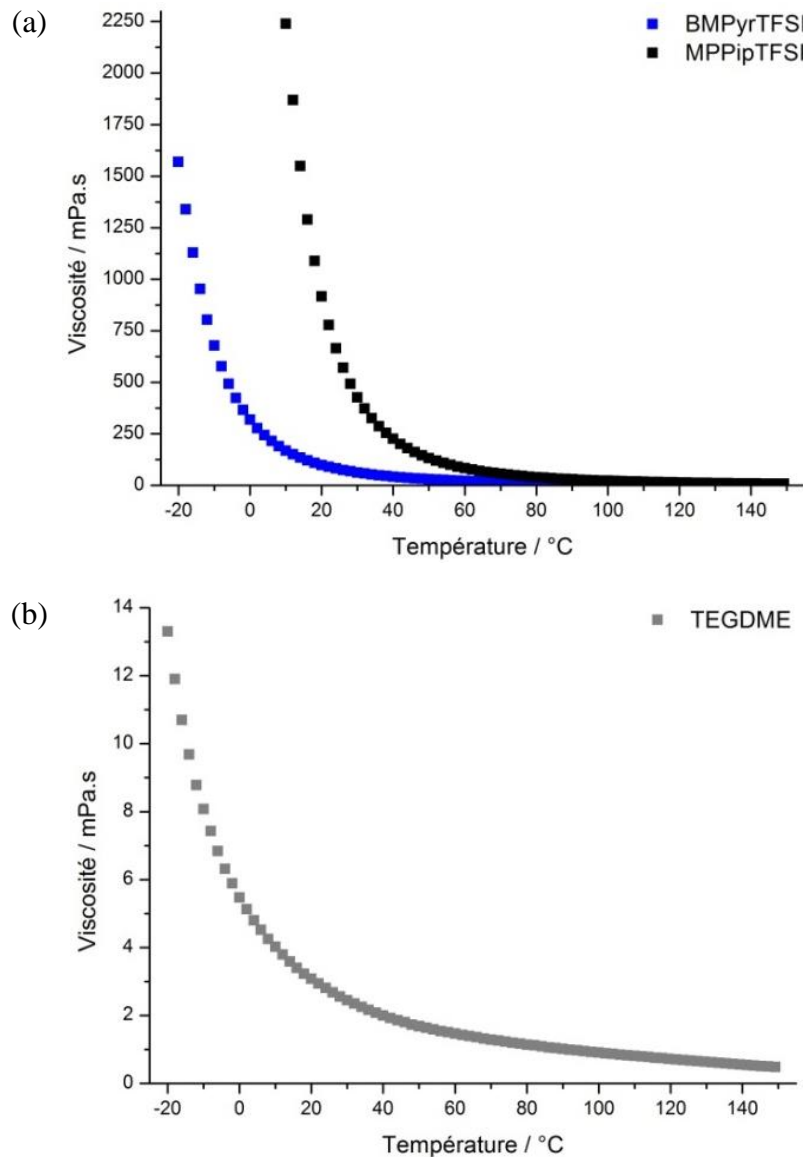 (a)
2250
2000
1750
1500
1250
1000
750
500
250
0
Viscosité / mPa.s
BMPyrTFSI
MPPipTFSI
-20 0 20 40 60 80 100 120 140
Température / °C
(b)
14
12
10
8
6
4
2
0
Viscosité / mPa.s
TEGDME
-20 0 20 40 60 80 100 120 140
Température / °C